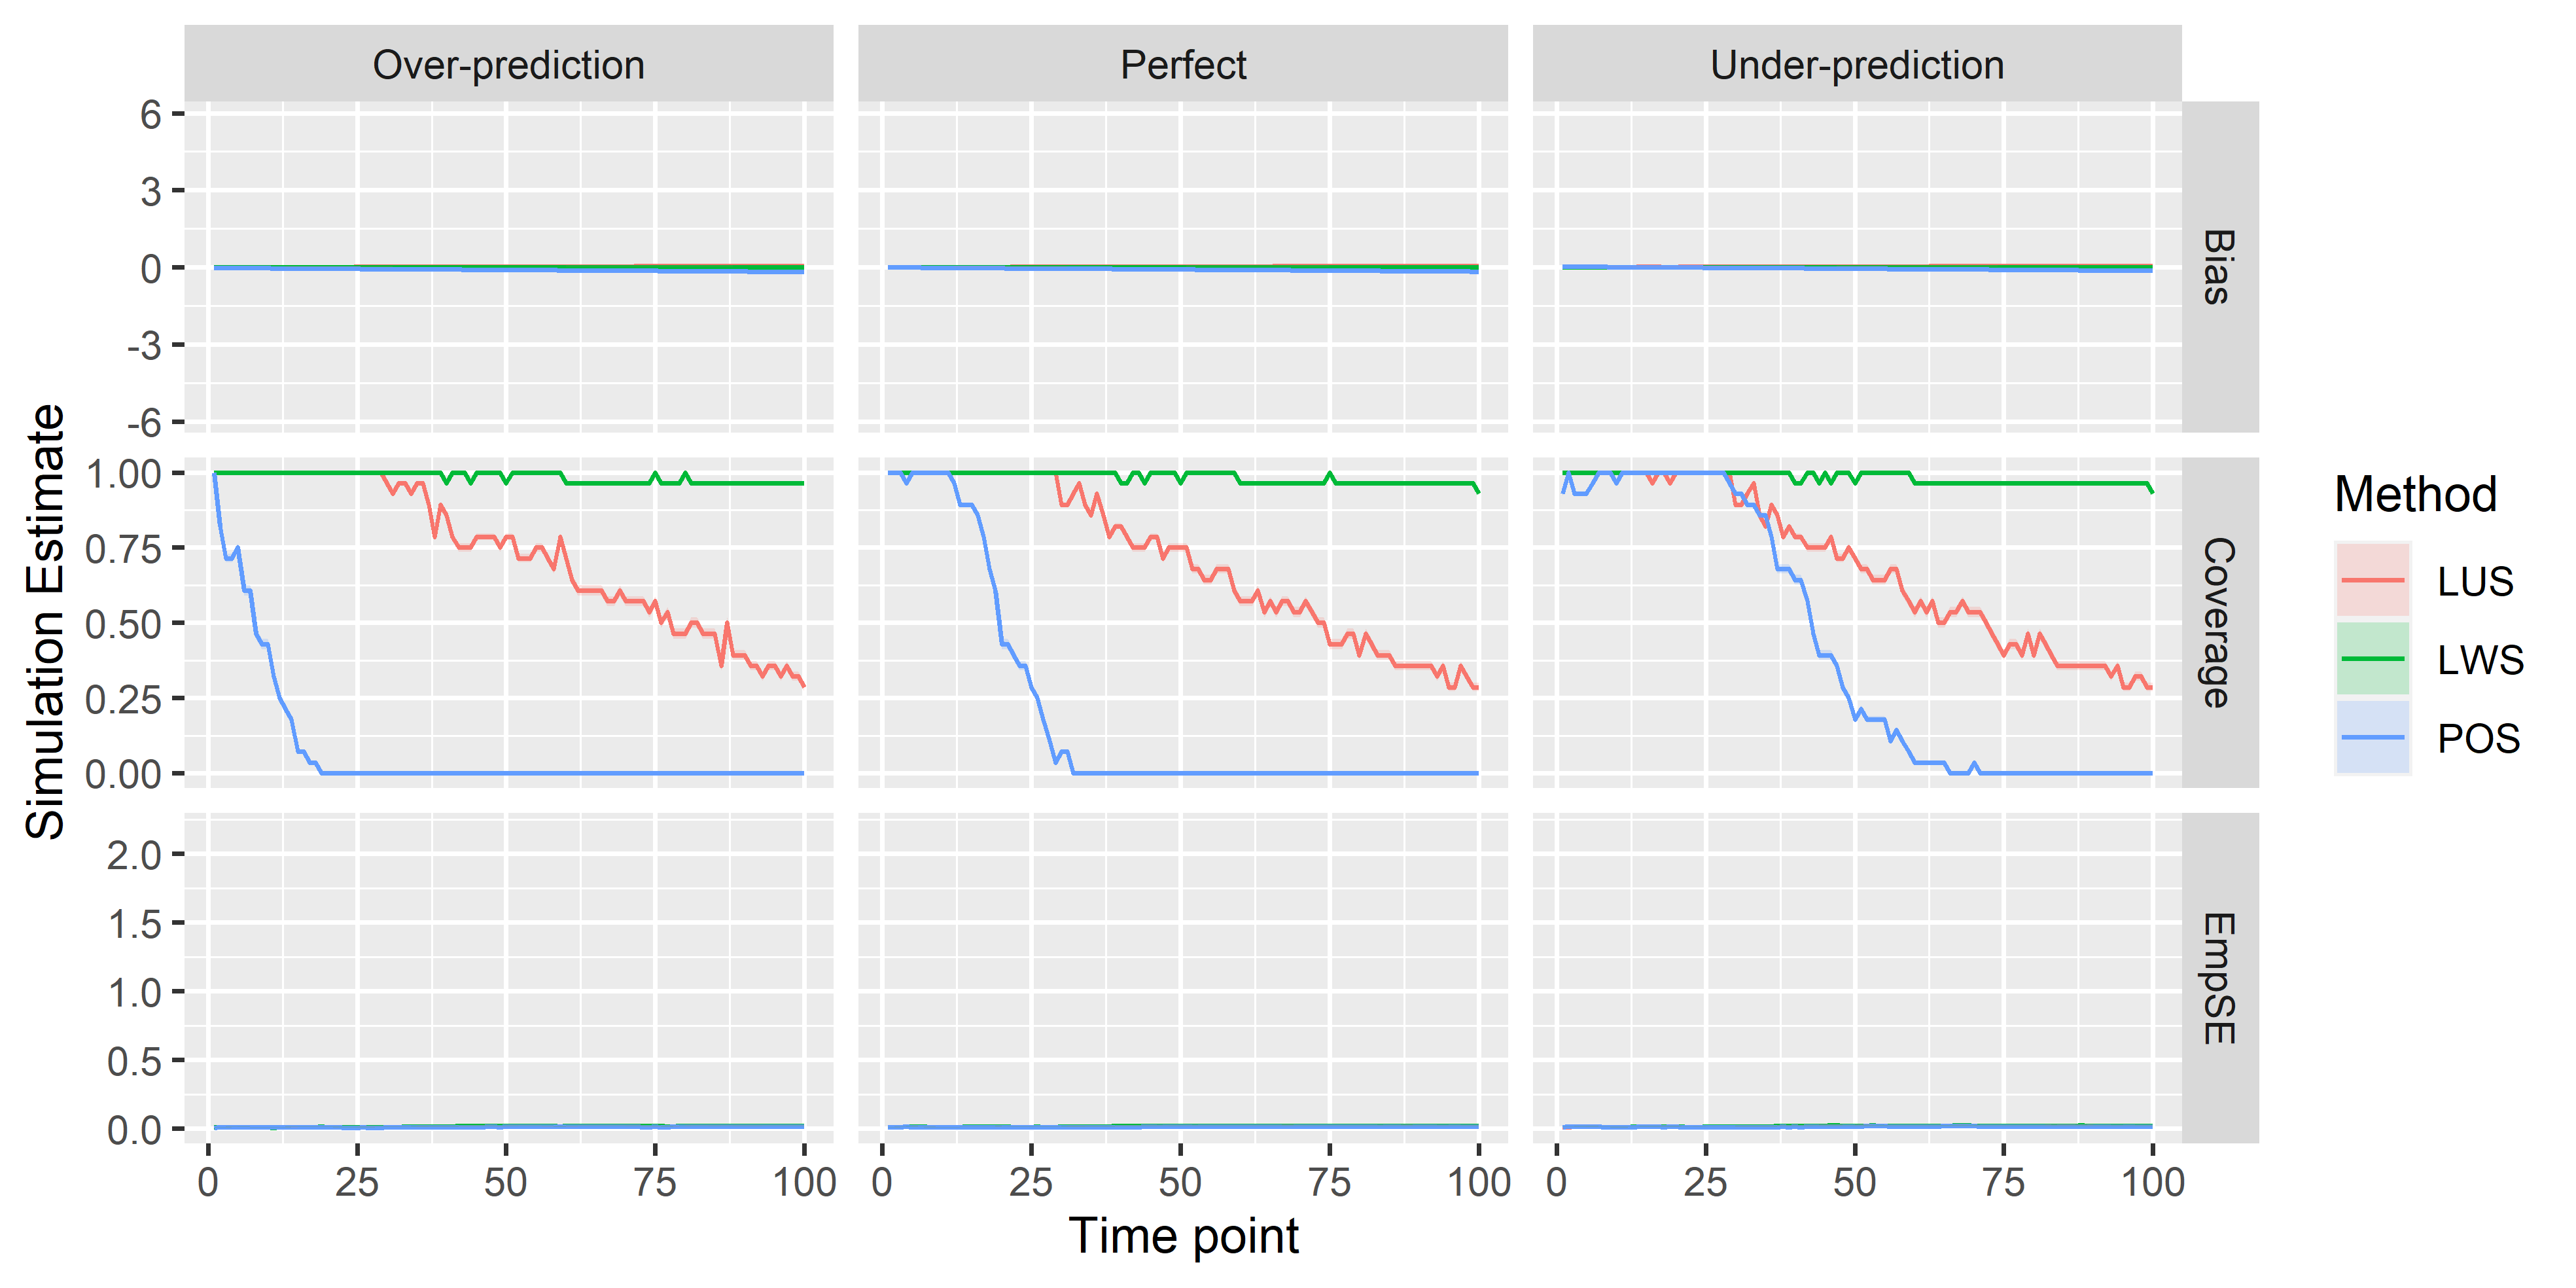 Over-prediction
Perfect
Under-prediction
6
3
0
-3
-6
Bias
Simulation Estimate
1.00
0.75
0.50
0.25
0.00
Coverage
2.0
1.5
1.0
0.5
0.0
EmpSE
0 25 50 75 100
0 25 50 75 100
0 25 50 75 100
Time point
Method
LUS
LWS
POS